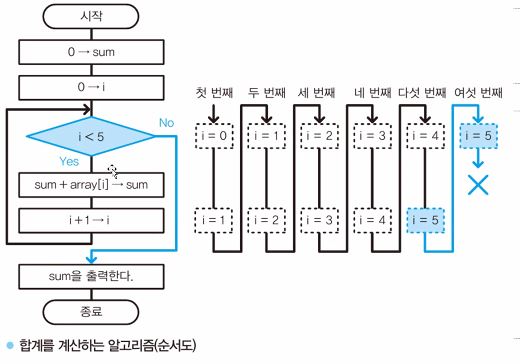 시작
0 → sum
0 → i
i < 5
No
Yes
sum + array[i] → sum
i+1 → i
sum을 출력한다.
종료
첫 번째 두 번째 세 번째 네 번째 다섯 번째 여섯 번째
i = 0 i = 1 i = 2 i = 3 i = 4 i = 5
i = 1 i = 2 i = 3 i = 4 i = 5
합계를 계산하는 알고리즘(순서도)